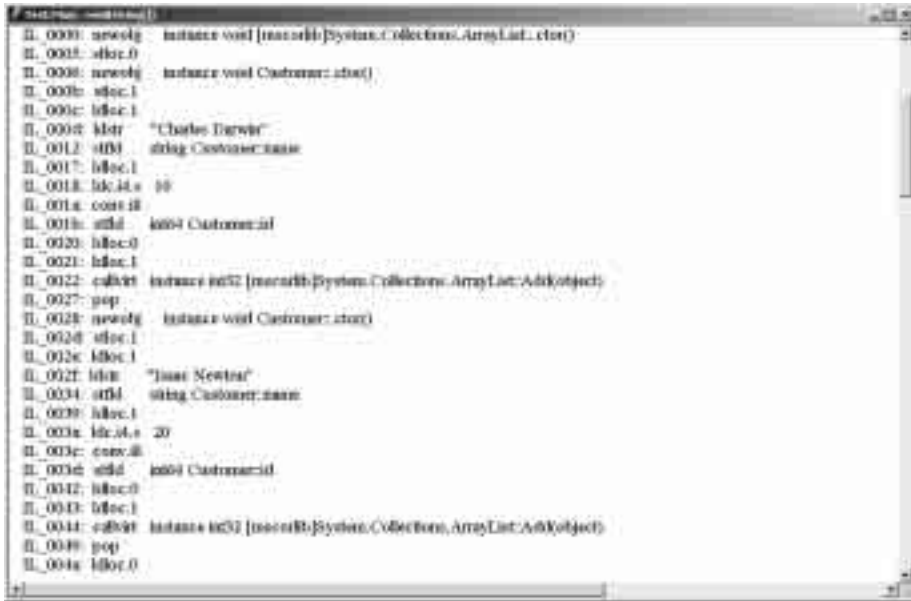 IL_0000: newobj instance void [mscorlib]System.Collections.ArrayList::.ctor()
IL_0005: stloc.0
IL_0006: newobj instance void Customer::.ctor()
IL_000b: stloc.1
IL_000c: ldloc.1
IL_000d: ldstr "Charles Darwin"
IL_0012: stfld string Customer::name
IL_0017: ldloc.1
IL_0018: ldc.i4.s 10
IL_001a: conv.i8
IL_001b: stfld int64 Customer::id
IL_0020: ldloc.0
IL_0021: ldloc.1
IL_0022: callvirt instance int32 [mscorlib]System.Collections.ArrayList::Add(object)
IL_0027: pop
IL_0028: newobj instance void Customer::.ctor()
IL_002d: stloc.1
IL_002e: ldloc.1
IL_002f: ldstr "Isaac Newton"
IL_0034: stfld string Customer::name
IL_0039: ldloc.1
IL_003a: ldc.i4.s 20
IL_003c: conv.i8
IL_003d: stfld int64 Customer::id
IL_0042: ldloc.0
IL_0043: ldloc.1
IL_0044: callvirt instance int32 [mscorlib]System.Collections.ArrayList::Add(object)
IL_0049: pop
IL_004a: ldloc.0